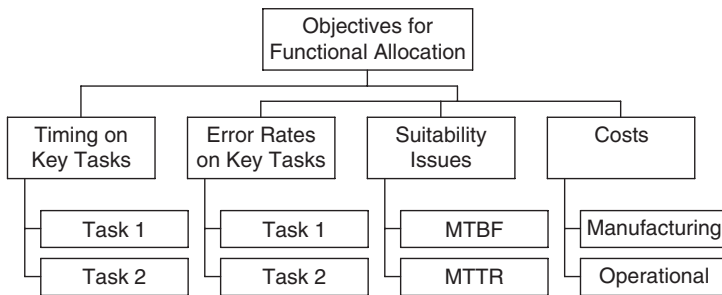 Objectives for
Functional Allocation
Timing on
Key Tasks
Error Rates
on Key Tasks
Suitability
Issues
Costs
Task 1
Task 1
MTBF
Manufacturing
Task 2
Task 2
MTTR
Operational